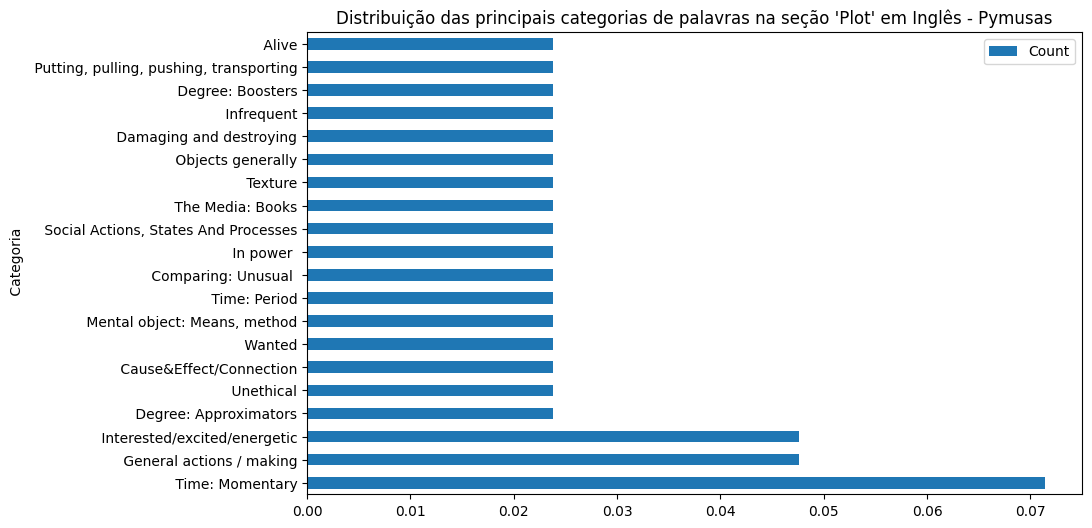 Distribuição das principais categorias de palavras na seção 'Plot' em Inglês - Pymusas
Count
Categoria
Alive
Putting, pulling, pushing, transporting
Degree: Boosters
Infrequent
Damaging and destroying
Objects generally
Texture
The Media: Books
Social Actions, States And Processes
In power
Comparing: Unusual
Time: Period
Mental object: Means, method
Wanted
Cause&Effect/Connection
Unethical
Degree: Approximators
Interested/excited/energetic
General actions / making
Time: Momentary
0.00 0.01 0.02 0.03 0.04 0.05 0.06 0.07